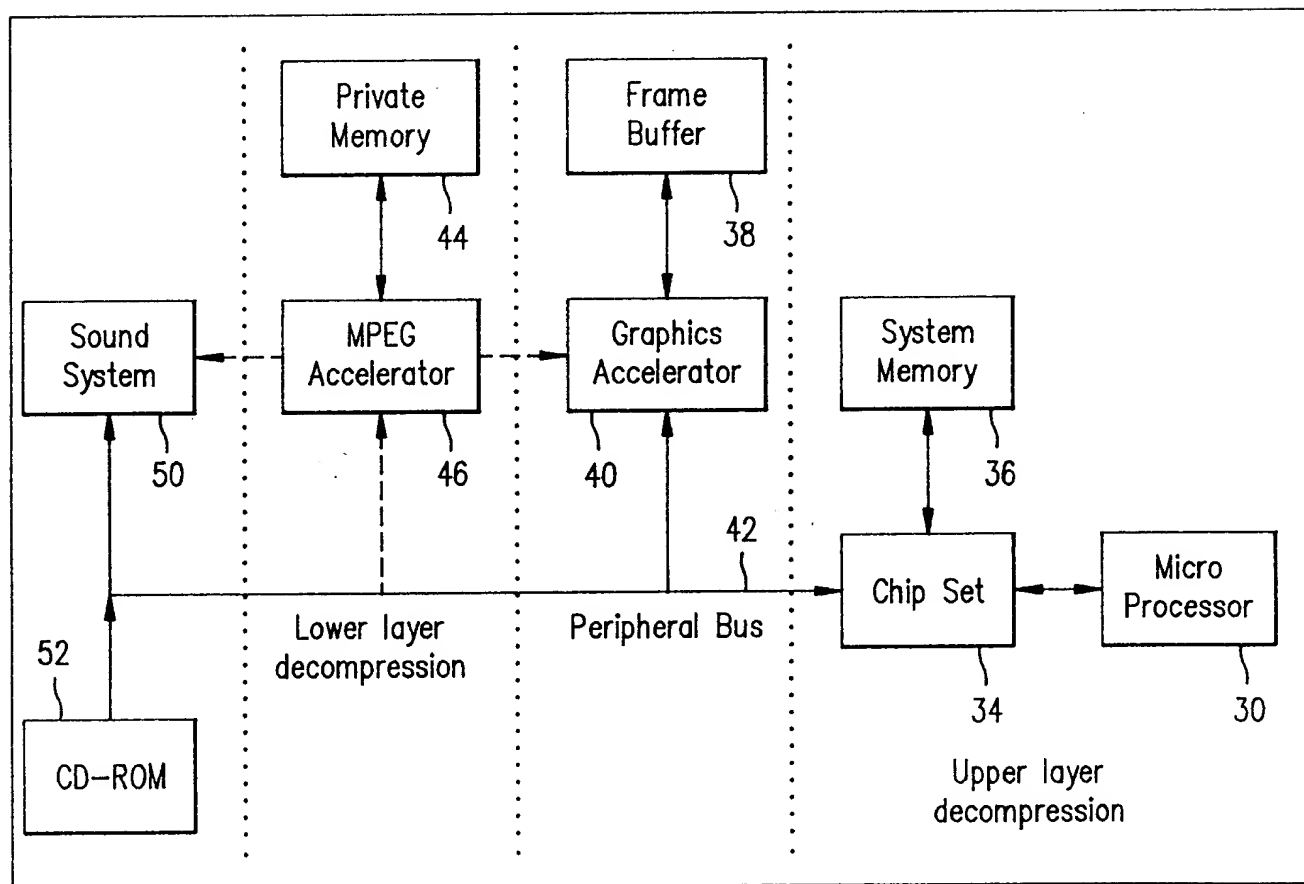 Private
Memory
44
Frame
Buffer
38
Sound
System
50
MPEG
Accelerator
46
Graphics
Accelerator
40
System
Memory
36
42
Chip Set
34
Micro
Processor
30
Lower layer
decompression
Peripheral Bus
52
CD-ROM
Upper layer
decompression